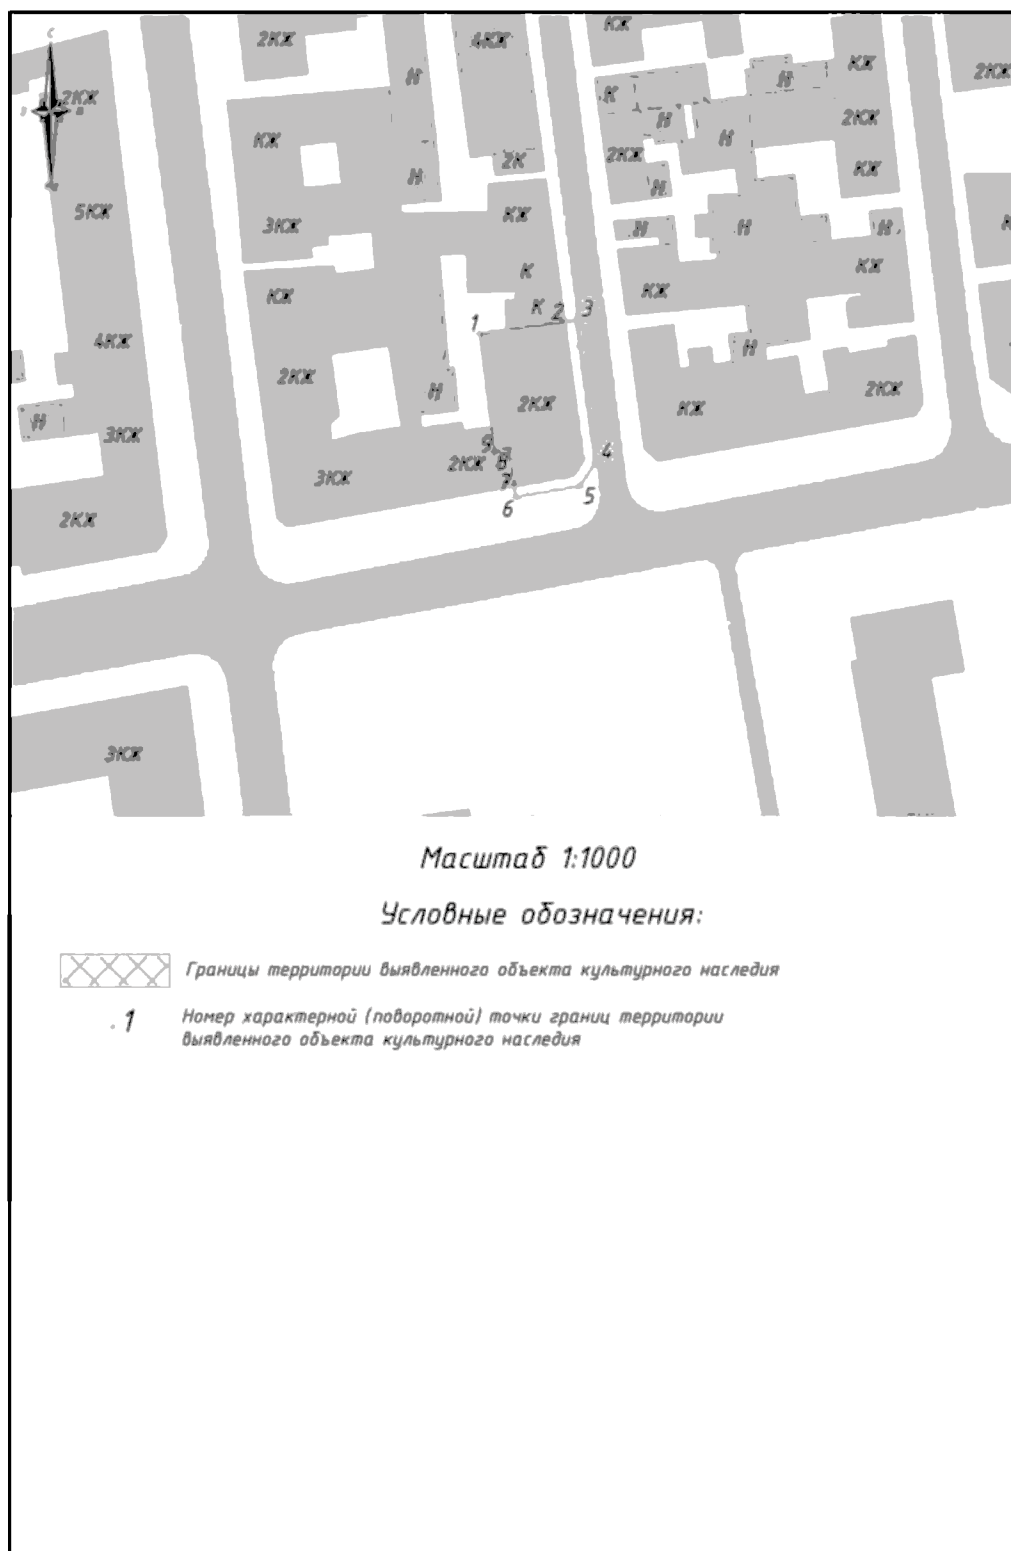 С
2КЖ
4КЖ
КЖ
Н
Н
КЖ
2КЖ
2КЖ
К
КЖ
Н
Н
2КЖ
2К
2КЖ
КЖ
Н
Н
5КЖ
КЖ
3КЖ
Н
Н
Н
К
КЖ
КЖ
КЖ
К
2
3
1
4КЖ
Н
2КЖ
Н
2КЖ
2КЖ
КЖ
Н
3КЖ
9
8
4
2КЖ
3КЖ
7
5
6
2КЖ
3КЖ
Масштаб 1:1000
Условные обозначения:
Границы территории выявленного объекта культурного наследия
1
Номер характерной (поворотной) точки границ территории
выявленного объекта культурного наследия